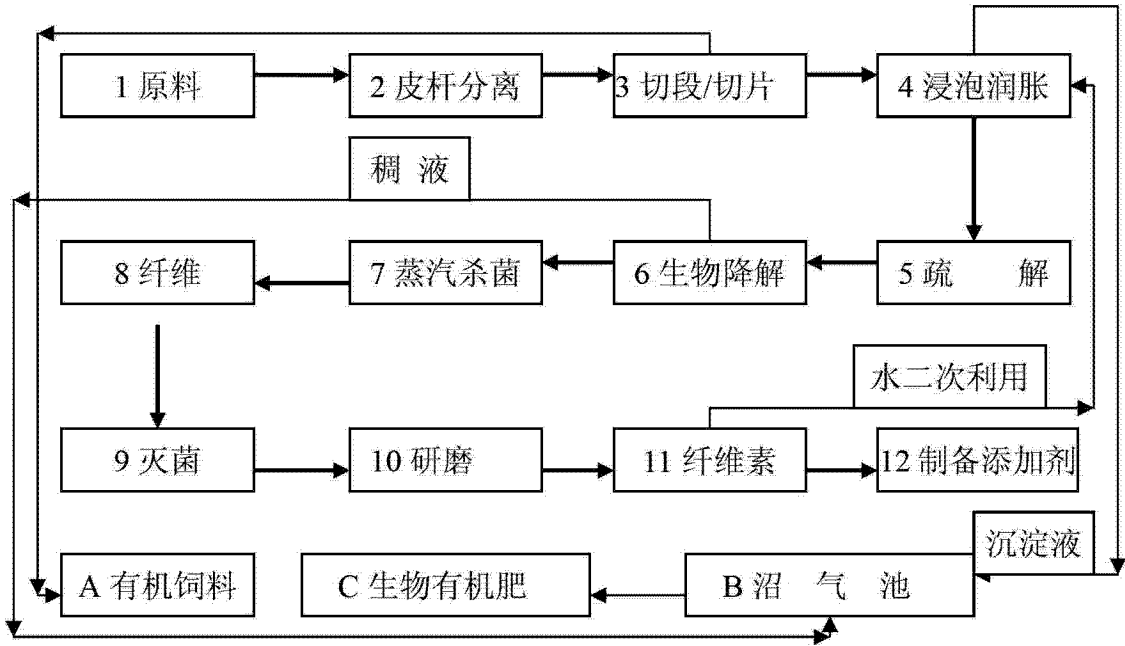 1 原料
2 皮杆分离
3 切段/切片
4 浸泡润胀
稠 液
8 纤维
7 蒸汽杀菌
6 生物降解
5 疏 解
水二次利用
9 灭菌
10 研磨
11 纤维素
12 制备添加剂
沉淀液
A 有机饲料
C 生物有机肥
B 沼 气 池